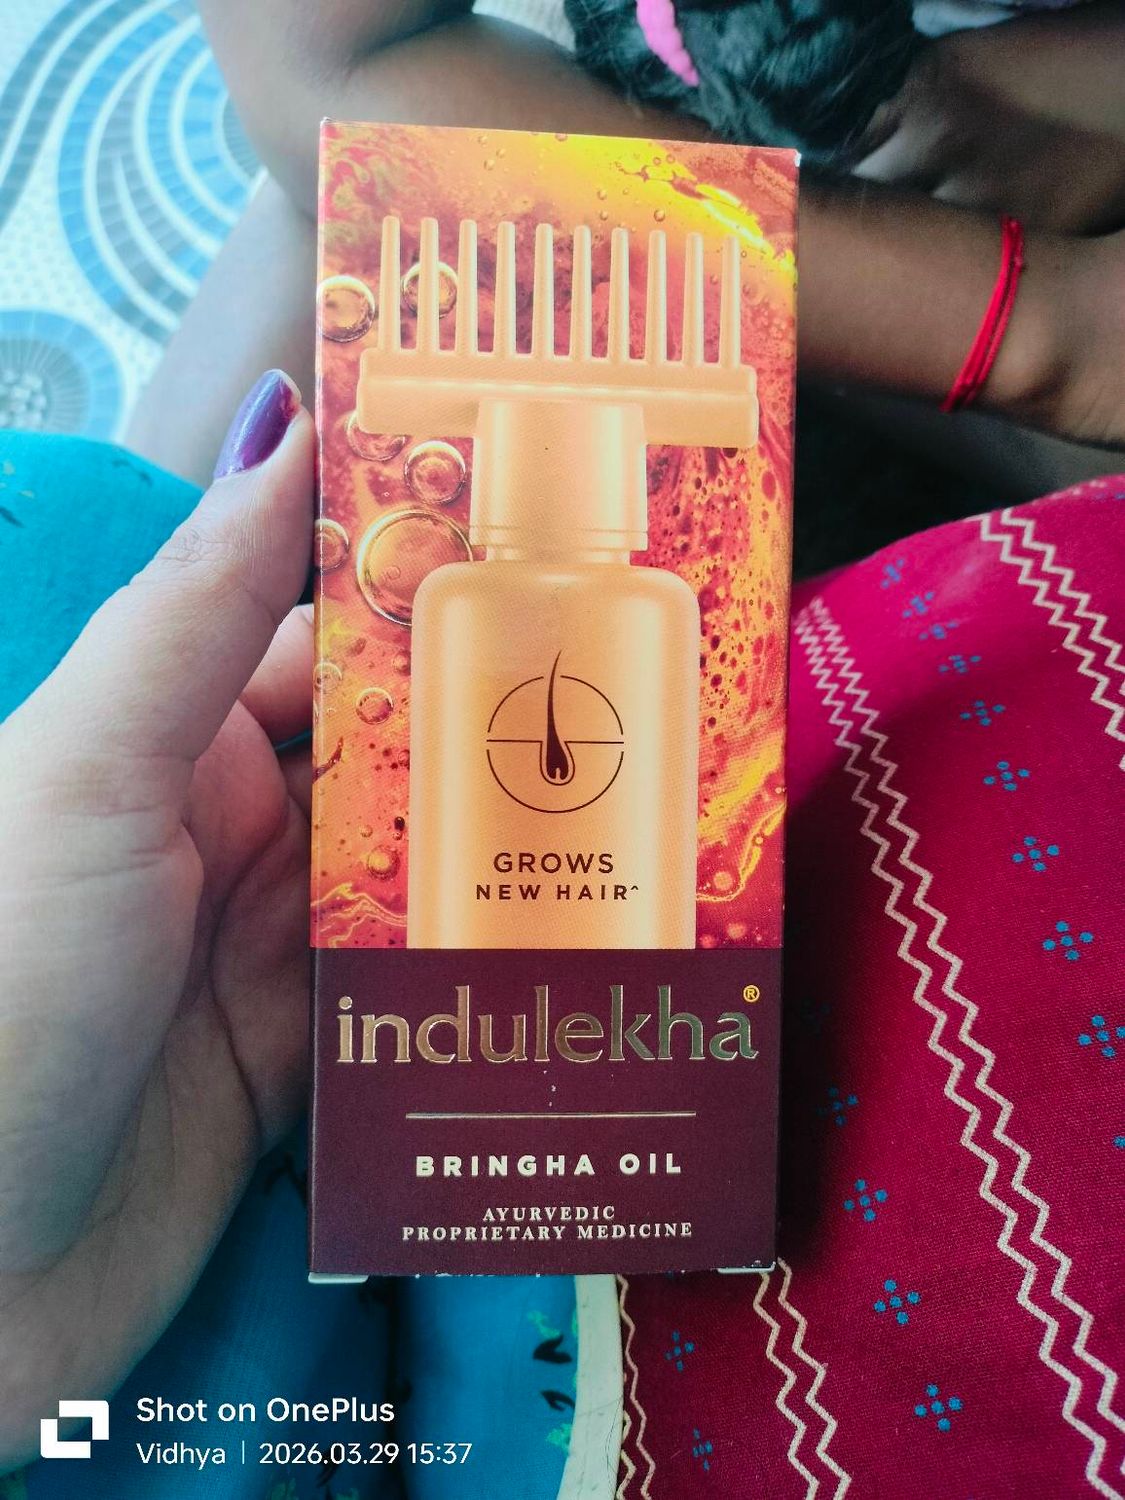 GROWS
NEW HAIR^
indulekha®
BRINGHA OIL
AYURVEDIC
PROPRIETARY MEDICINE
Shot on OnePlus
Vidhya | 2026.03.29 15:37